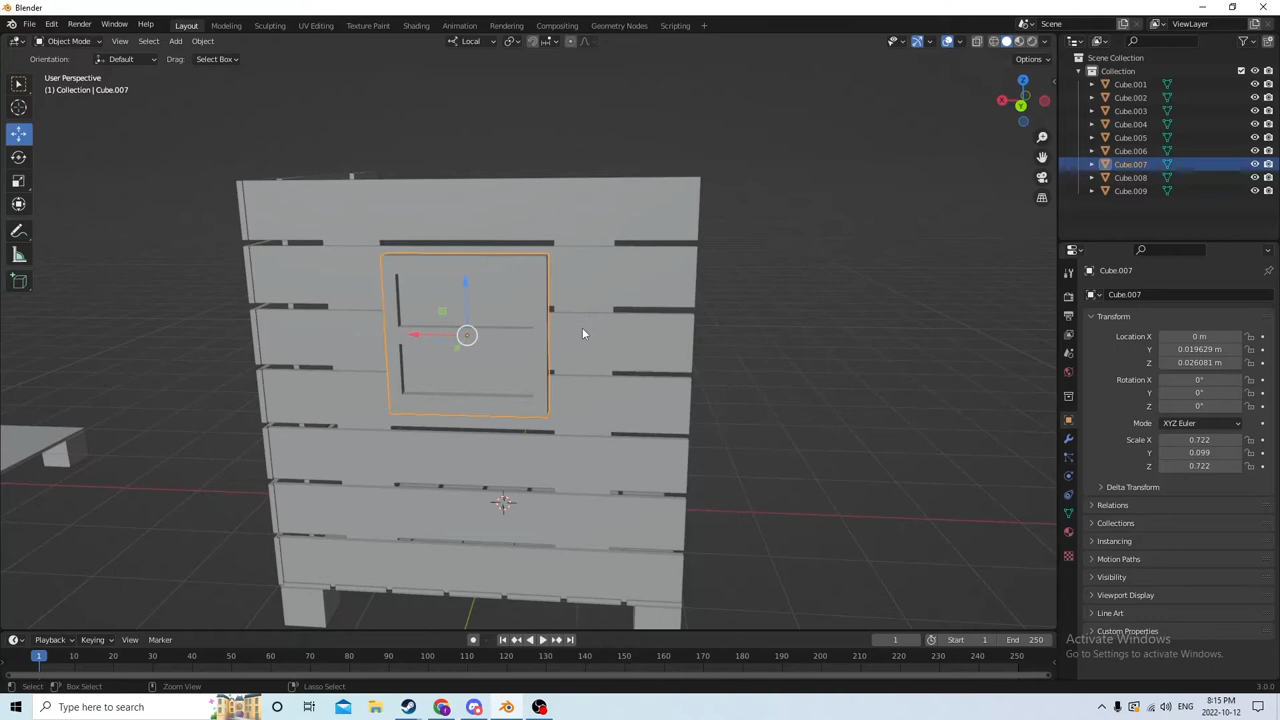 Blender
File Edit Render Window Help
Layout Modeling Sculpting UV Editing Texture Paint Shading Animation Rendering Compositing Geometry Nodes Scripting +
Scene
ViewLayer
Object Mode View Select Add Object
Local
Orientation: Default Drag: Select Box
Options
User Perspective
(1) Collection | Cube.007
X
Y
Z
Scene Collection
Collection
Cube.001
Cube.002
Cube.003
Cube.004
Cube.005
Cube.006
Cube.007
Cube.008
Cube.009
Cube.007
Cube.007
Transform
Location X 0 m
Y 0.019629 m
Z 0.026081 m
Rotation X 0°
Y 0°
Z 0°
Mode XYZ Euler
Scale X 0.722
Y 0.099
Z 0.722
Delta Transform
Relations
Collections
Instancing
Motion Paths
Visibility
Viewport Display
Line Art
Custom Properties
Activate Windows
Go to Settings to activate Windows.
Playback Keying View Marker
1 Start 1 End 250
1 10 20 30 40 50 60 70 80 90 100 110 120 130 140 150 160 170 180 190 200 210 220 230 240 250
Select Box Select Zoom View Lasso Select 3.0.0
Type here to search
ENG
8:15 PM
2022-10-12